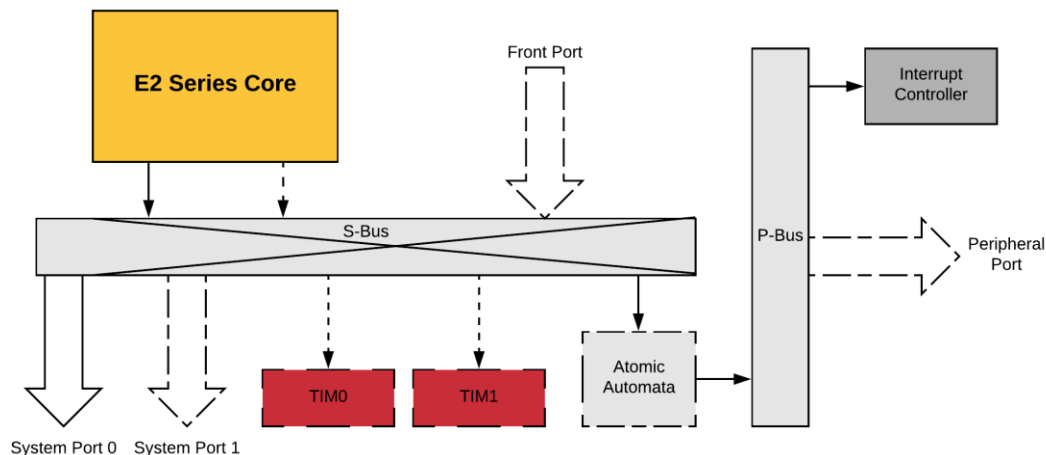 E2 Series Core
Front Port
Interrupt
Controller
S-Bus
P-Bus
Peripheral
Port
TIM0
TIM1
Atomic
Automata
System Port 0
System Port 1